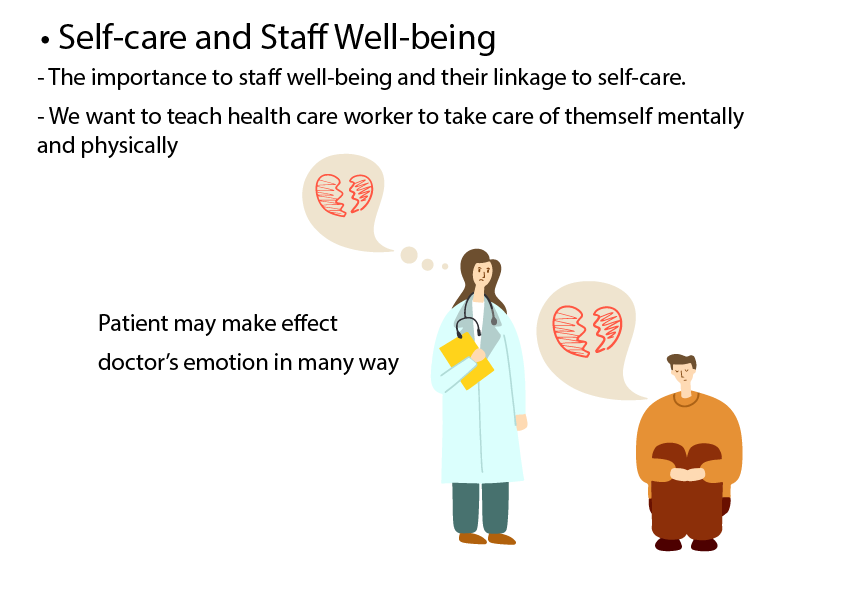 • Self-care and Staff Well-being
- The importance to staff well-being and their linkage to self-care.
- We want to teach health care worker to take care of themself mentally
and physically
Patient may make effect
doctor’s emotion in many way